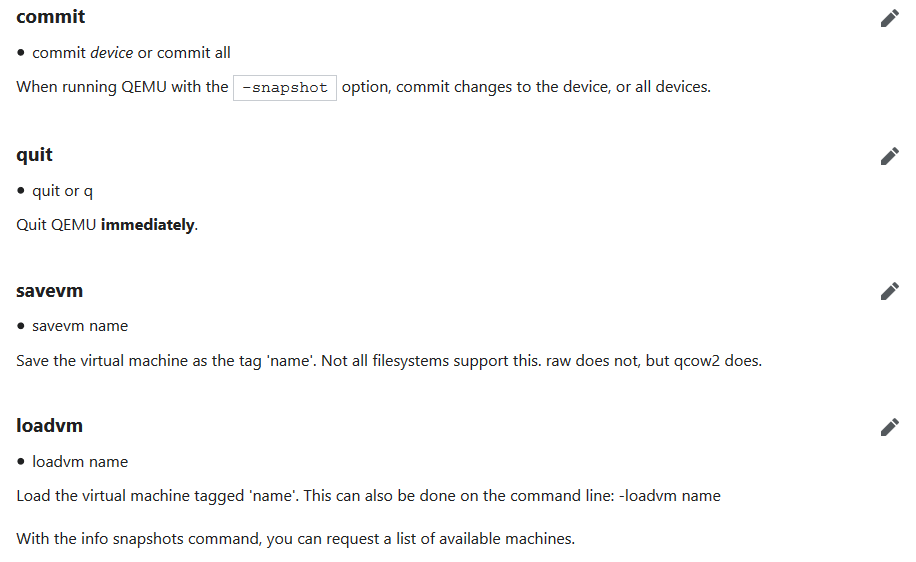 commit
• commit device or commit all
When running QEMU with the -snapshot option, commit changes to the device, or all devices.
quit
• quit or q
Quit QEMU immediately.
savevm
• savevm name
Save the virtual machine as the tag 'name'. Not all filesystems support this. raw does not, but qcow2 does.
loadvm
• loadvm name
Load the virtual machine tagged 'name'. This can also be done on the command line: -loadvm name
With the info snapshots command, you can request a list of available machines.